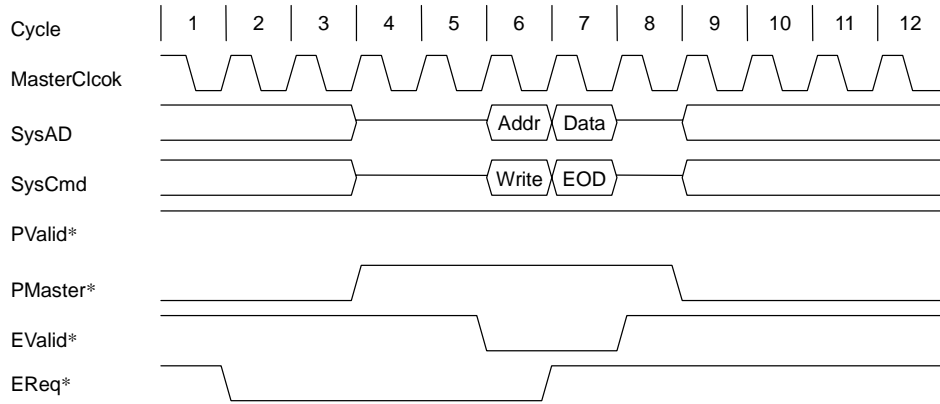 Cycle 1 2 3 4 5 6 7 8 9 10 11 12
MasterClcok
SysAD Addr Data
SysCmd Write EOD
PValid*
PMaster*
EValid*
EReq*